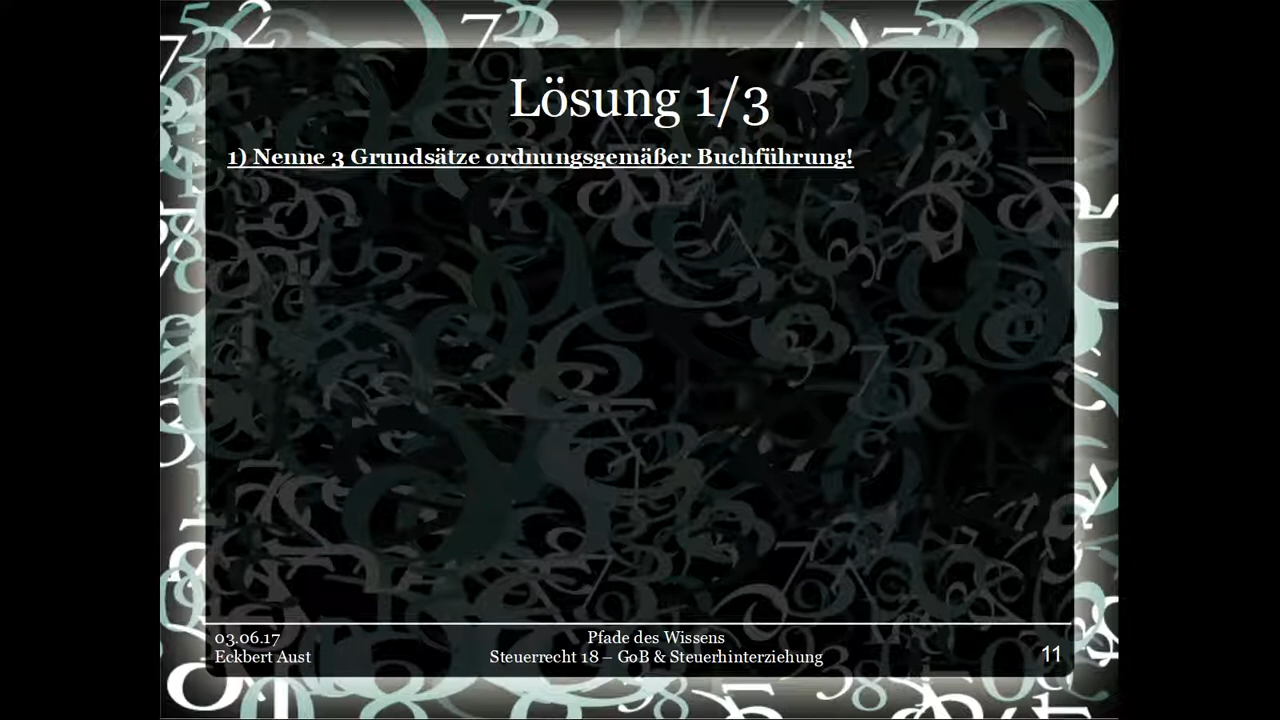 Lösung 1/3
1) Nenne 3 Grundsätze ordnungsgemäßer Buchführung!
03.06.17
Eckbert Aust
Pfade des Wissens
Steuerrecht 18 – GoB & Steuerhinterziehung
11